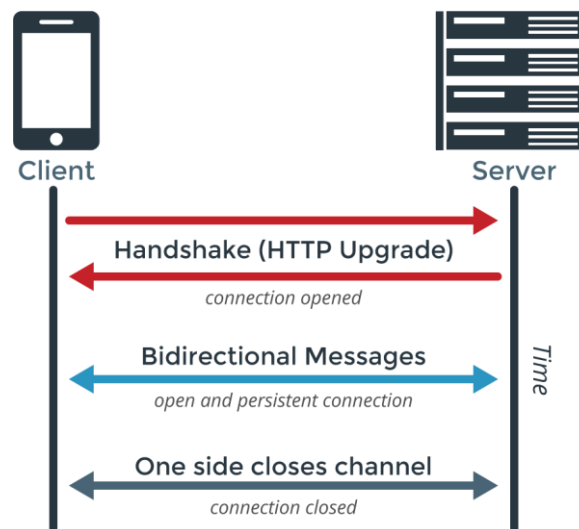 Client
Server
Handshake (HTTP Upgrade)
connection opened
Bidirectional Messages
open and persistent connection
Time
One side closes channel
connection closed